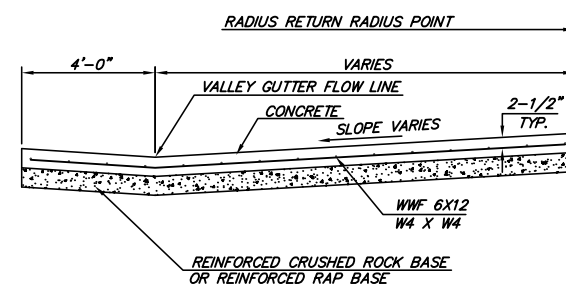 RADIUS RETURN RADIUS POINT
4'-0"
VARIES
VALLEY GUTTER FLOW LINE
CONCRETE
2-1/2"
TYP.
SLOPE VARIES
WWF 6X12
W4 X W4
REINFORCED CRUSHED ROCK BASE
OR REINFORCED RAP BASE